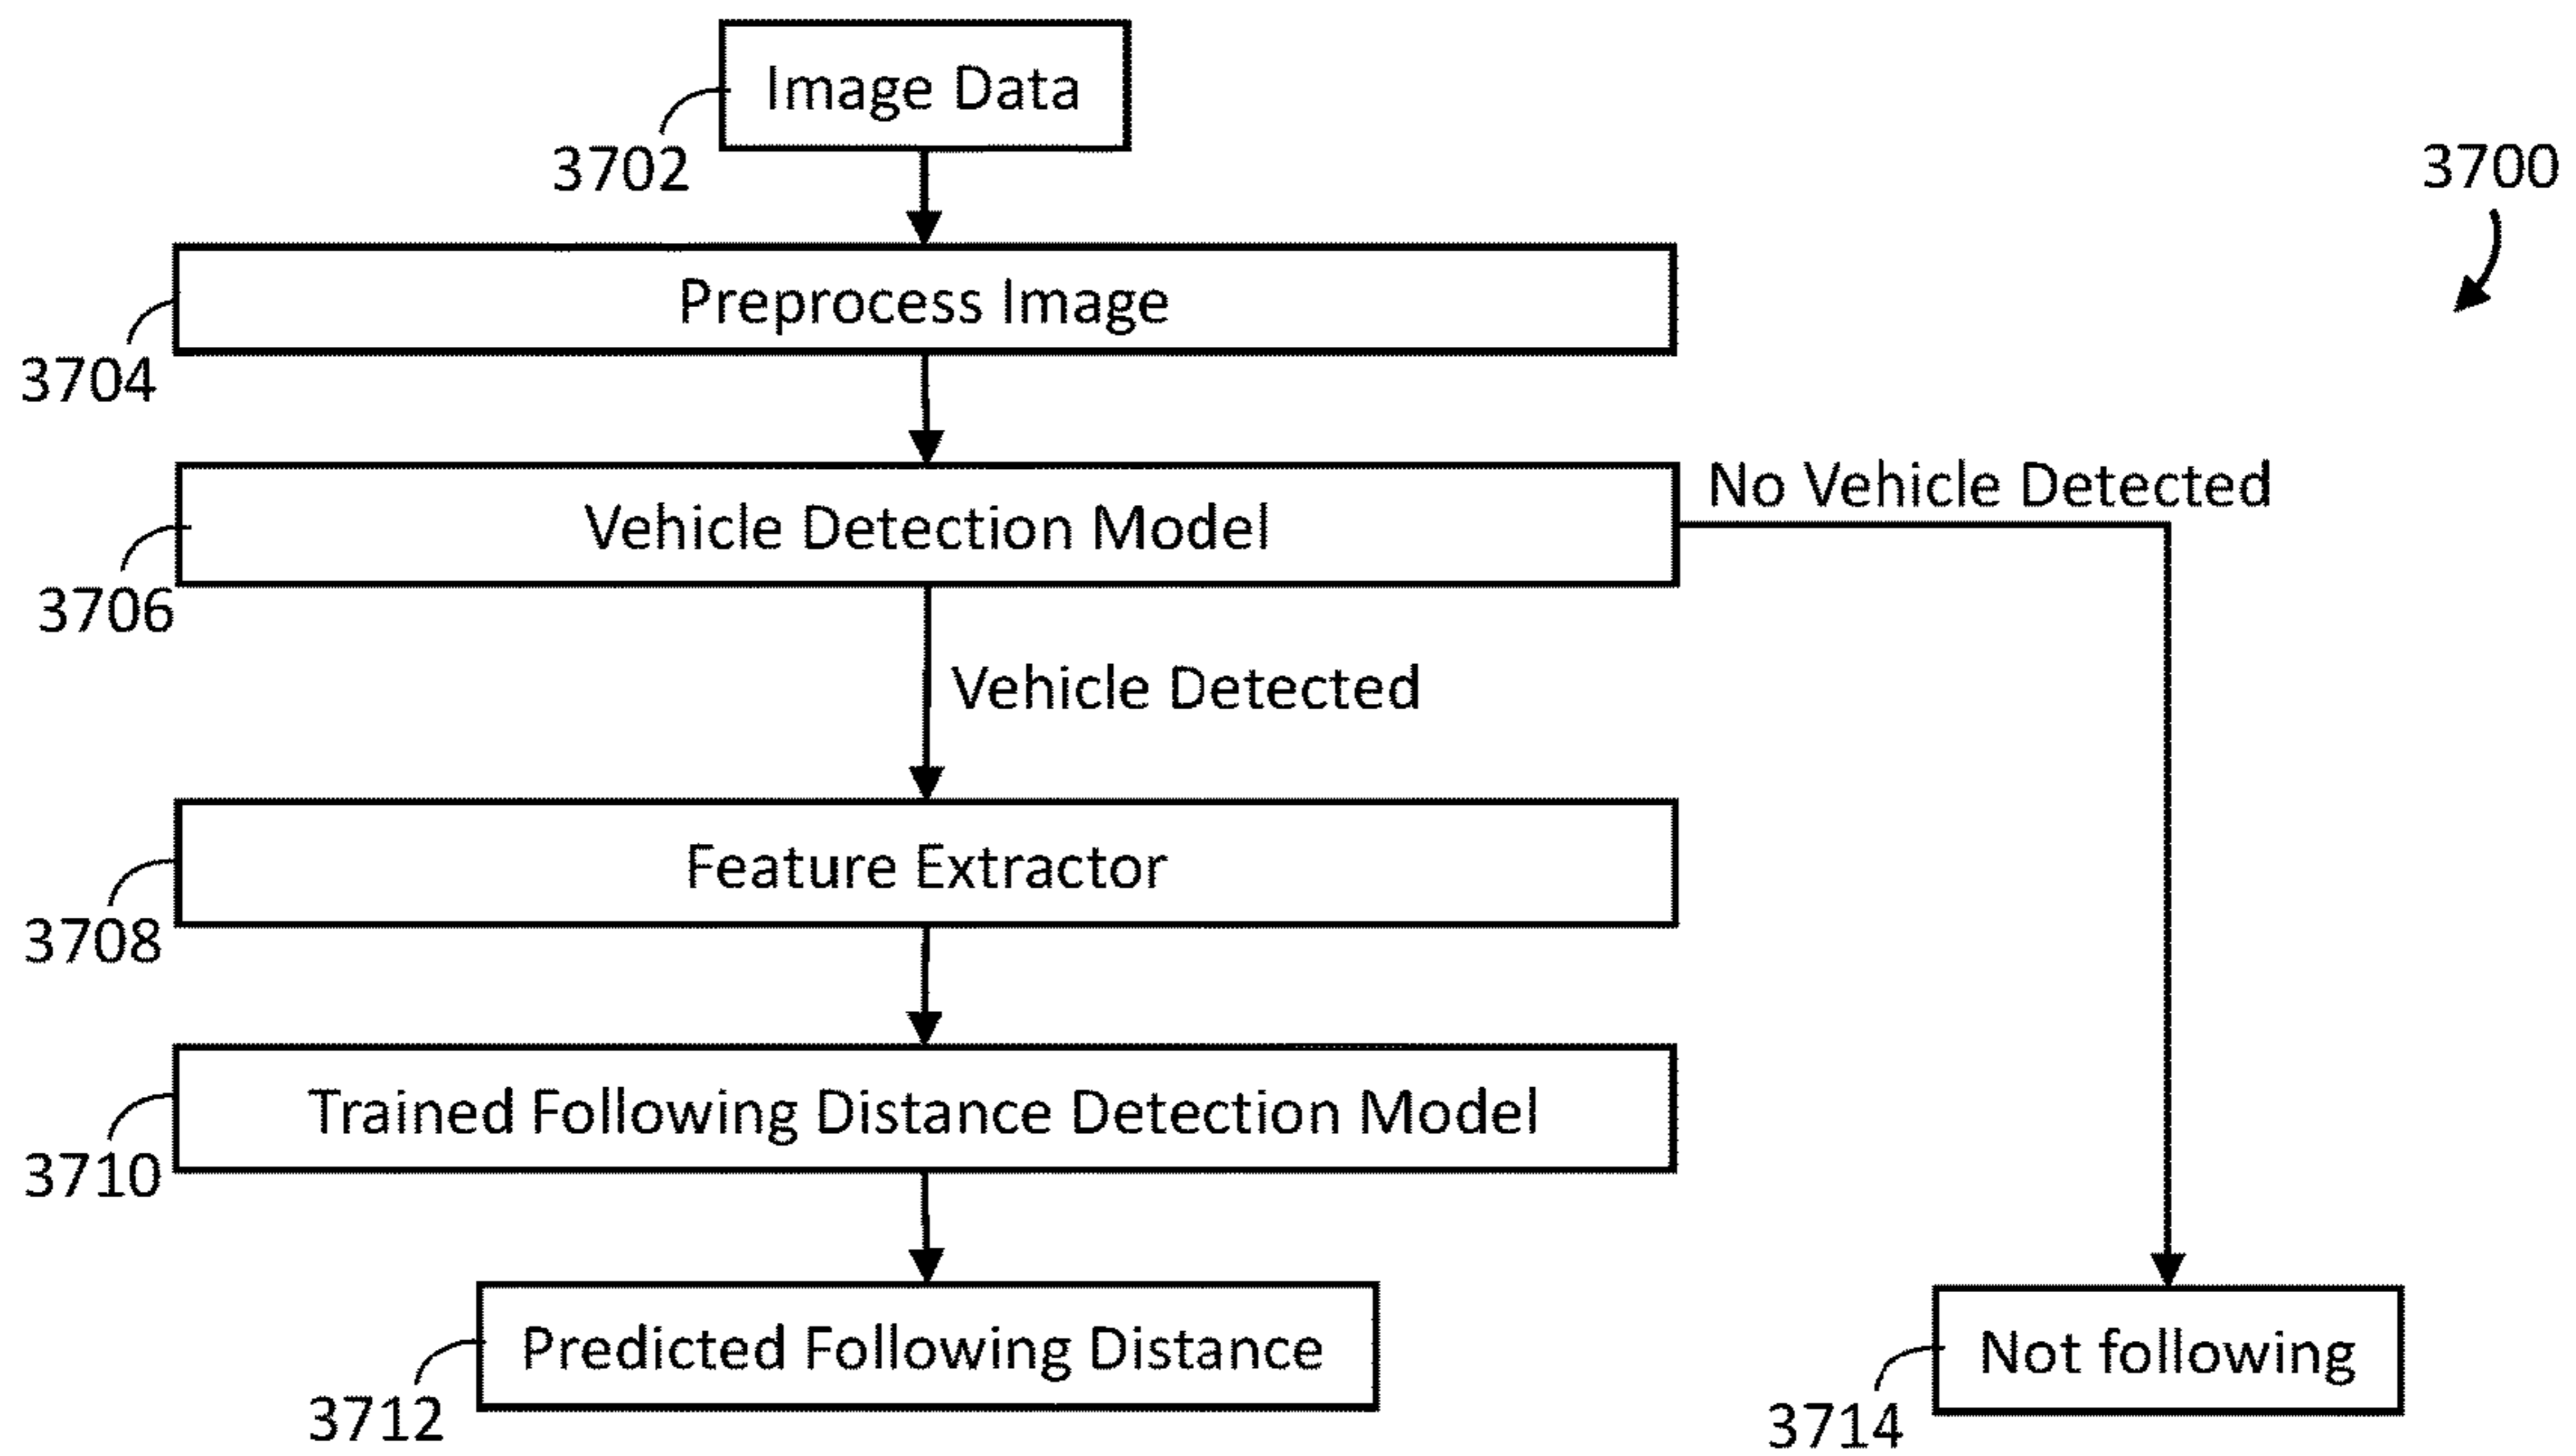 Image Data
3702
3700
Preprocess Image
3704
No Vehicle Detected
Vehicle Detection Model
3706
Vehicle Detected
Feature Extractor
3708
Trained Following Distance Detection Model
3710
Predicted Following Distance
3712
Not following
3714